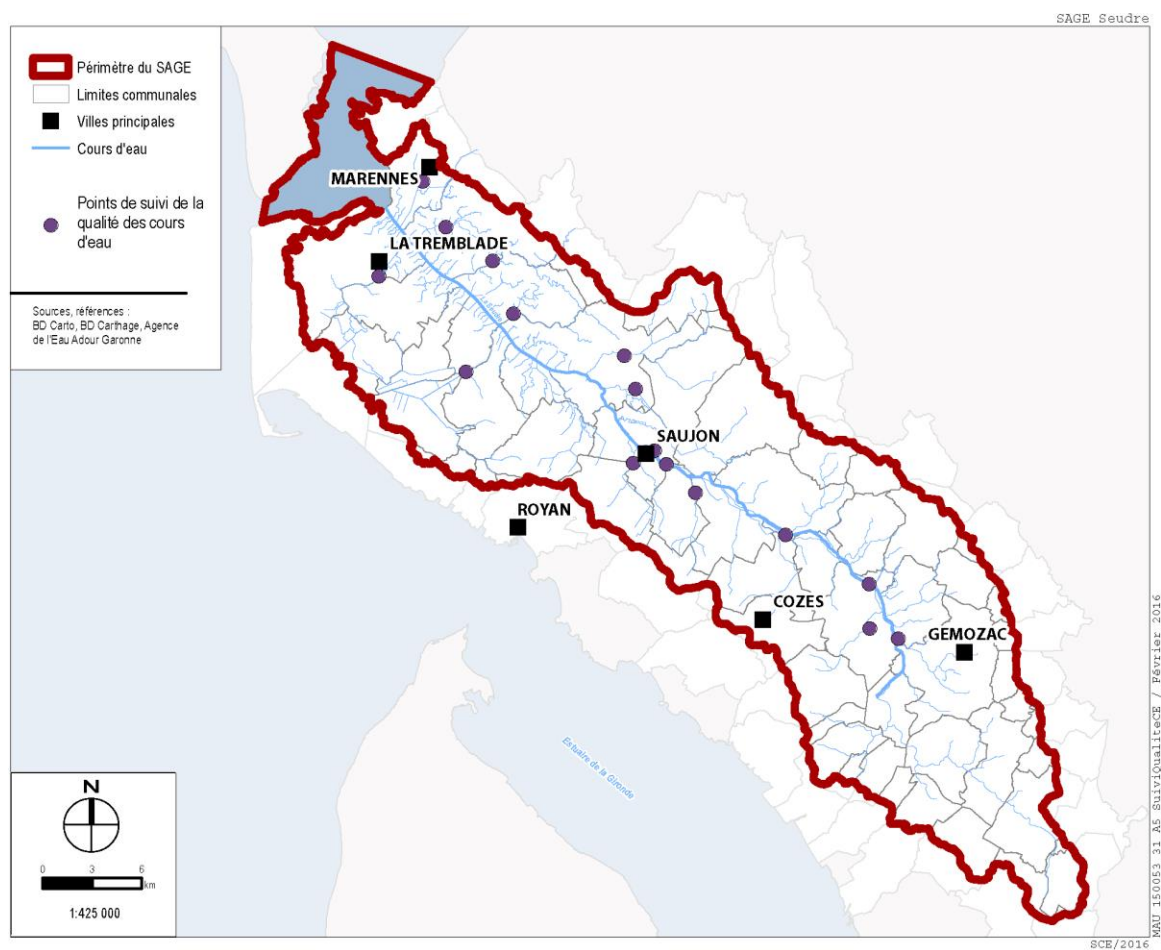 SAGE Seudre
Périmètre du SAGE
Limites communales
Villes principales
Cours d'eau
Points de suivi de la
qualité des cours
d'eau
Sources, références :
BD Carto, BD Carthage, Agence
de l'Eau Adour Garonne
MARENNES
LA TREMBLADE
SAUJON
ROYAN
COZES
GEMOZAC
Estuaire de la Gironde
N
0 3 6
km
1:425 000
MAU 150053 31 A5 SuiviQualiteCE / Février 2016
SCE/2016